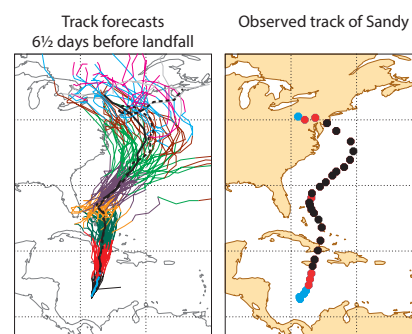 Track forecasts
6½ days before landfall
Observed track of Sandy